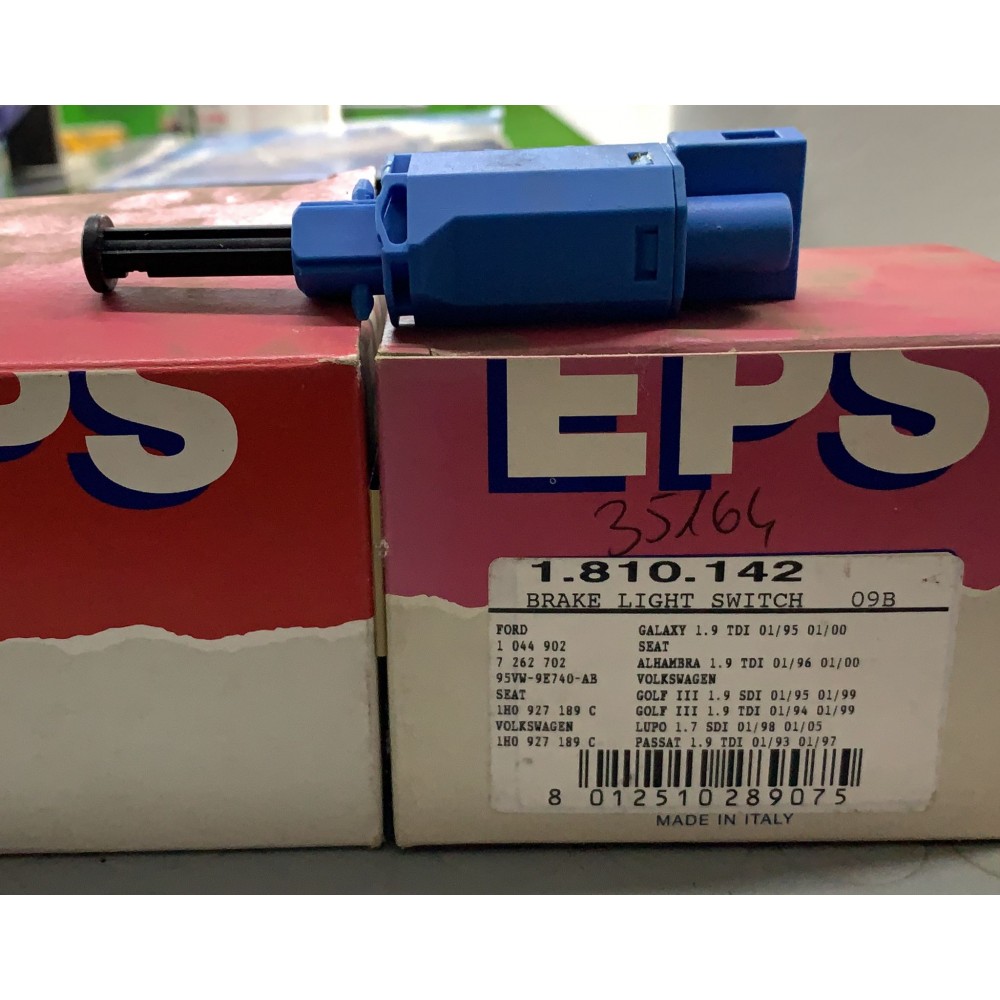 PS
EPS
35164
1.810.142
BRAKE LIGHT SWITCH 09B
FORD GALAXY 1.9 TDI 01/95 01/00
1 044 902 SEAT
7 262 702 ALHAMBRA 1.9 TDI 01/96 01/00
95VW-9E740-AB VOLKSWAGEN
SEAT GOLF III 1.9 SDI 01/95 01/99
1H0 927 189 C GOLF III 1.9 TDI 01/94 01/99
VOLKSWAGEN LUPO 1.7 SDI 01/98 01/05
1H0 927 189 C PASSAT 1.9 TDI 01/93 01/97
8 012510 289075
MADE IN ITALY